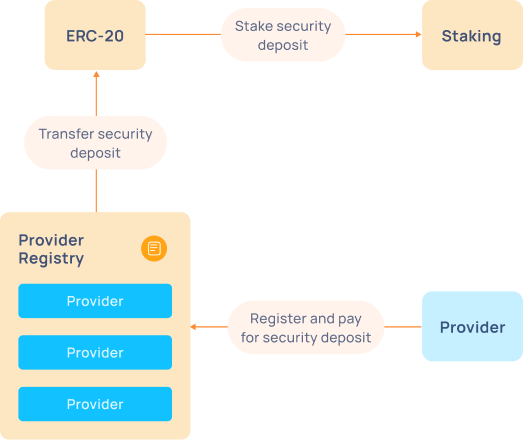 ERC-20
Stake security
deposit
Staking
Transfer security
deposit
Provider
Registry
Provider
Provider
Provider
Register and pay
for security deposit
Provider